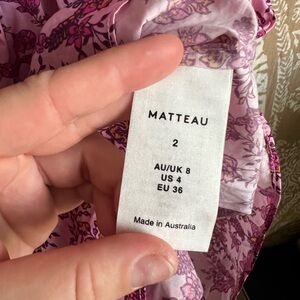 MATTEAU
2
AU/UK 8
US 4
EU 36
Made in Australia